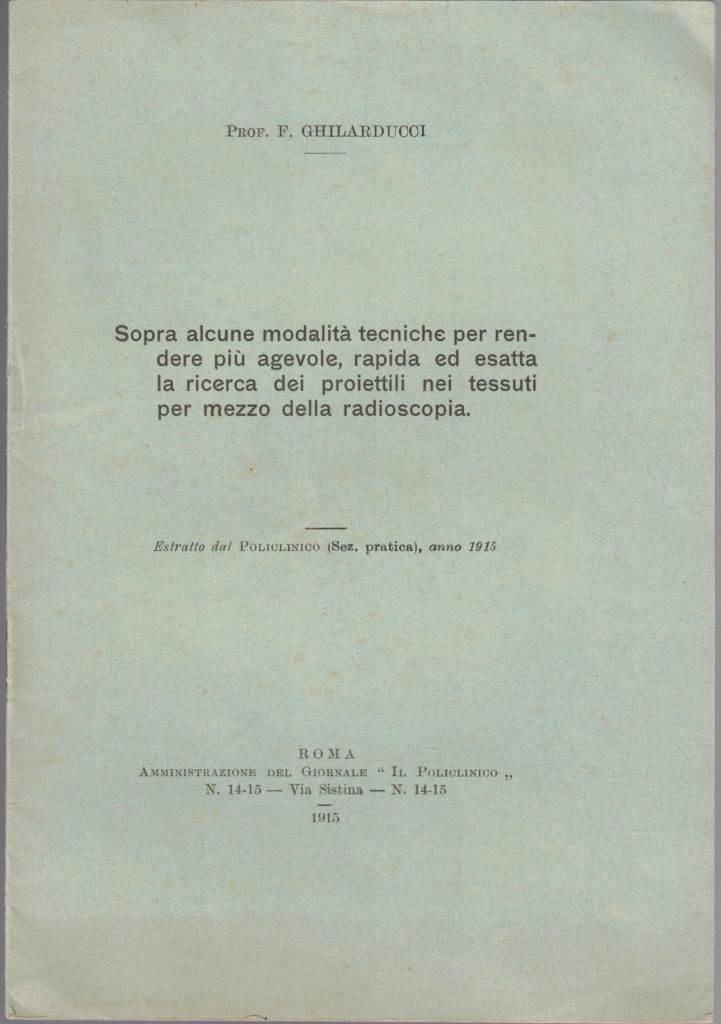 Prof. F. GHILARDUCCI
Sopra alcune modalità tecniche per ren-
dere più agevole, rapida ed esatta
la ricerca dei proiettili nei tessuti
per mezzo della radioscopia.
Estratto dal Policlinico (Sez. pratica), anno 1915
ROMA
Amministrazione del Giornale “ Il Policlinico „
N. 14-15 — Via Sistina — N. 14-15
1915